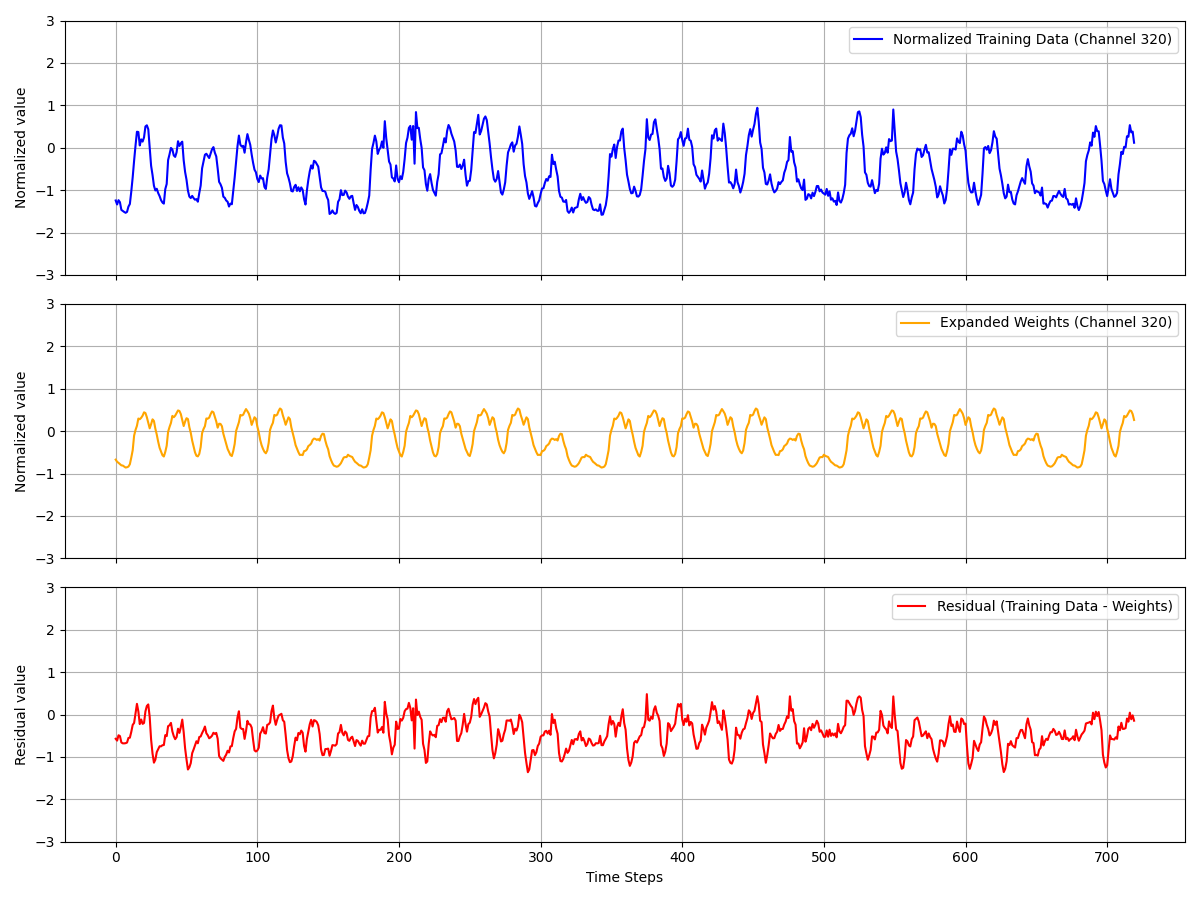 Normalized value
3
2
1
0
−1
−2
−3
Normalized Training Data (Channel 320)
Normalized value
3
2
1
0
−1
−2
−3
Expanded Weights (Channel 320)
Residual value
3
2
1
0
−1
−2
−3
Residual (Training Data - Weights)
0 100 200 300 400 500 600 700
Time Steps